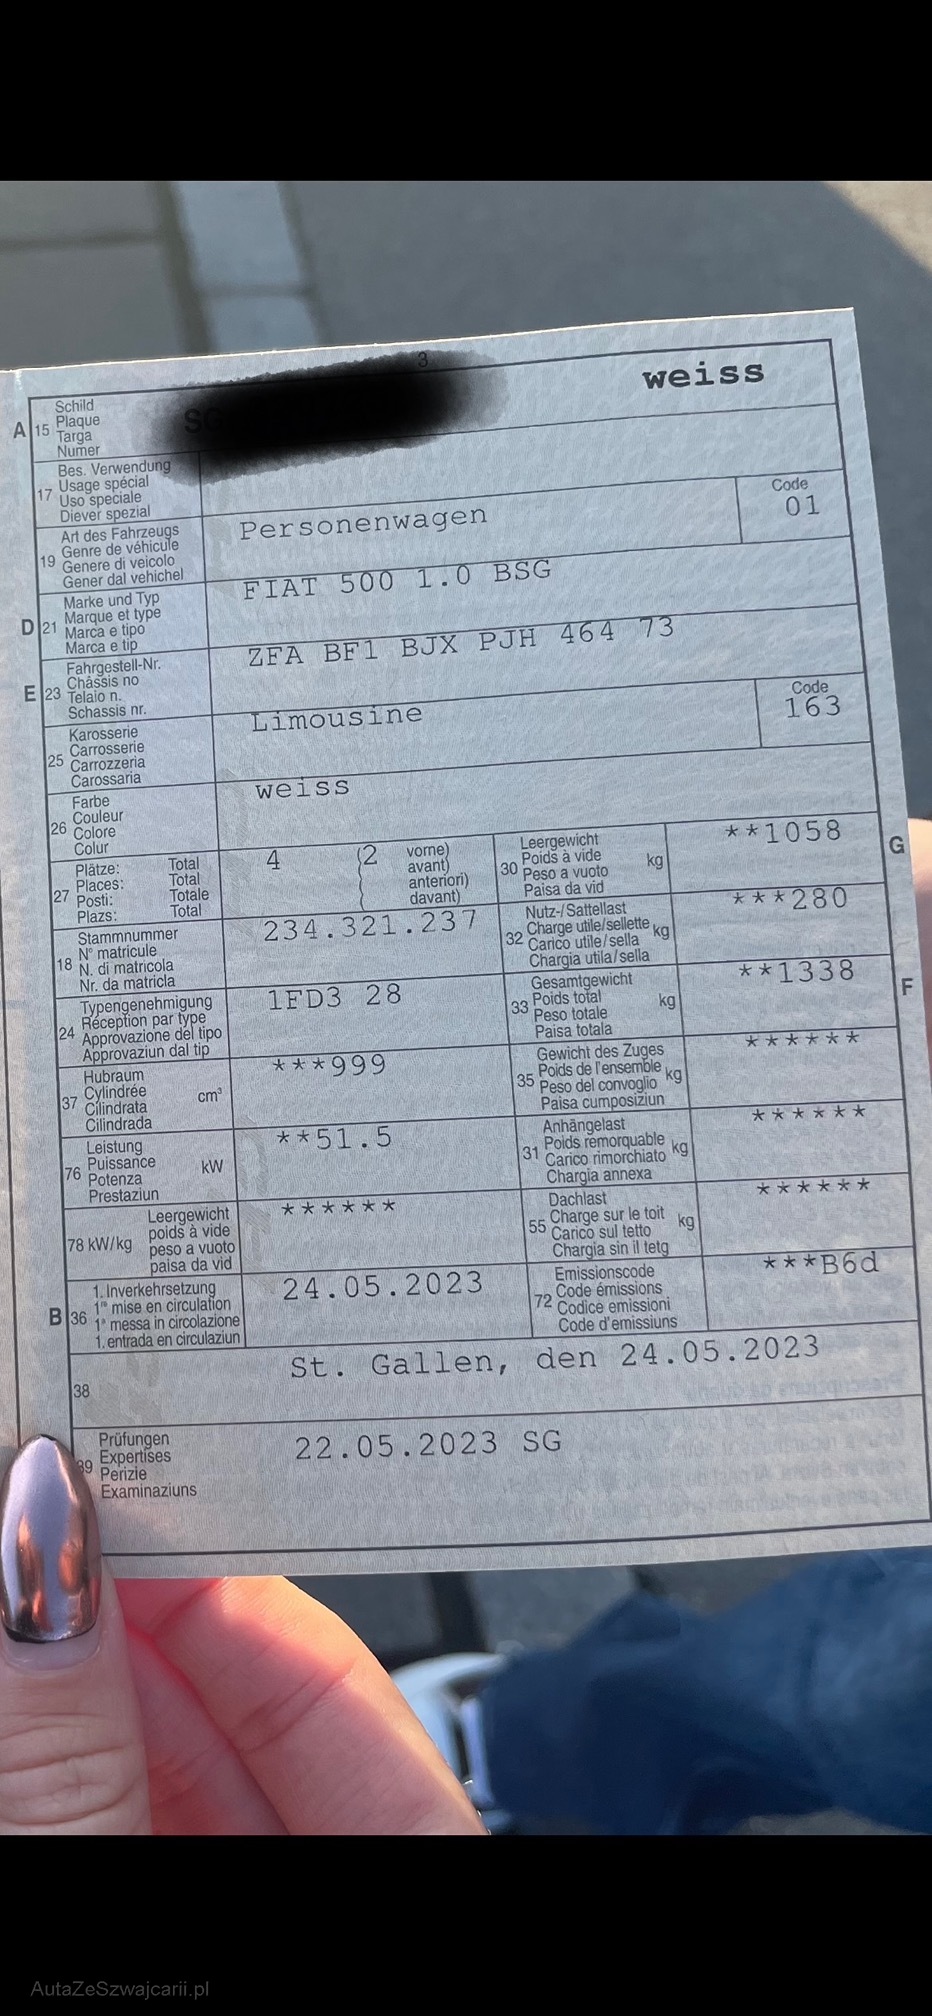 3
SG
weiss
A 15 Schild
Plaque
Targa
Numer
17 Bes. Verwendung
Usage spécial
Uso speciale
Diever spezial
19 Art des Fahrzeugs
Genre de véhicule
Genere di veicolo
Gener dal vehichel
Personenwagen
Code
01
D 21 Marke und Typ
Marque et type
Marca e tipo
Marca e tip
FIAT 500 1.0 BSG
E 23 Fahrgestell-Nr.
Châssis no
Telaio n.
Schassis nr.
ZFA BF1 BJX PJH 464 73
25 Karosserie
Carrosserie
Carrozzeria
Carossaria
Limousine
Code
163
26 Farbe
Couleur
Colore
Colur
weiss
27 Plätze: Total
Places: Total
Posti: Totale
Plazs: Total
4 (2 vorne)
avant)
anteriori)
davant)
30 Leergewicht
Poids à vide
Peso a vuoto
Paisa da vid
kg
**1058
G
18 Stammnummer
N° matricule
N. di matricola
Nr. da matricla
234.321.237
32 Nutz-/Sattellast
Charge utile/sellette
Carico utile/sella
Chargia utila/sella
kg
***280
24 Typengenehmigung
Réception par type
Approvazione del tipo
Approvaziun dal tip
1FD3 28
33 Gesamtgewicht
Poids total
Peso totale
Paisa totala
kg
**1338
F
37 Hubraum
Cylindrée
Cilindrata
Cilindrada
cm³
***999
35 Gewicht des Zuges
Poids de l'ensemble
Peso del convoglio
Paisa cumposiziun
kg
******
76 Leistung
Puissance
Potenza
Prestaziun
kW
**51.5
31 Anhängelast
Poids remorquable
Carico rimorchiato
Chargia annexa
kg
******
78 kW/kg Leergewicht
poids à vide
peso a vuoto
paisa da vid
******
55 Dachlast
Charge sur le toit
Carico sul tetto
Chargia sin il tetg
kg
******
B 36 1. Inverkehrsetzung
1re mise en circulation
1a messa in circolazione
1. entrada en circulaziun
24.05.2023
72 Emissionscode
Code émissions
Codice emissioni
Code d'emissiuns
***B6d
38
St. Gallen, den 24.05.2023
39 Prüfungen
Expertises
Perizie
Examinaziuns
22.05.2023 SG
AutaZeSzwajcarii.pl